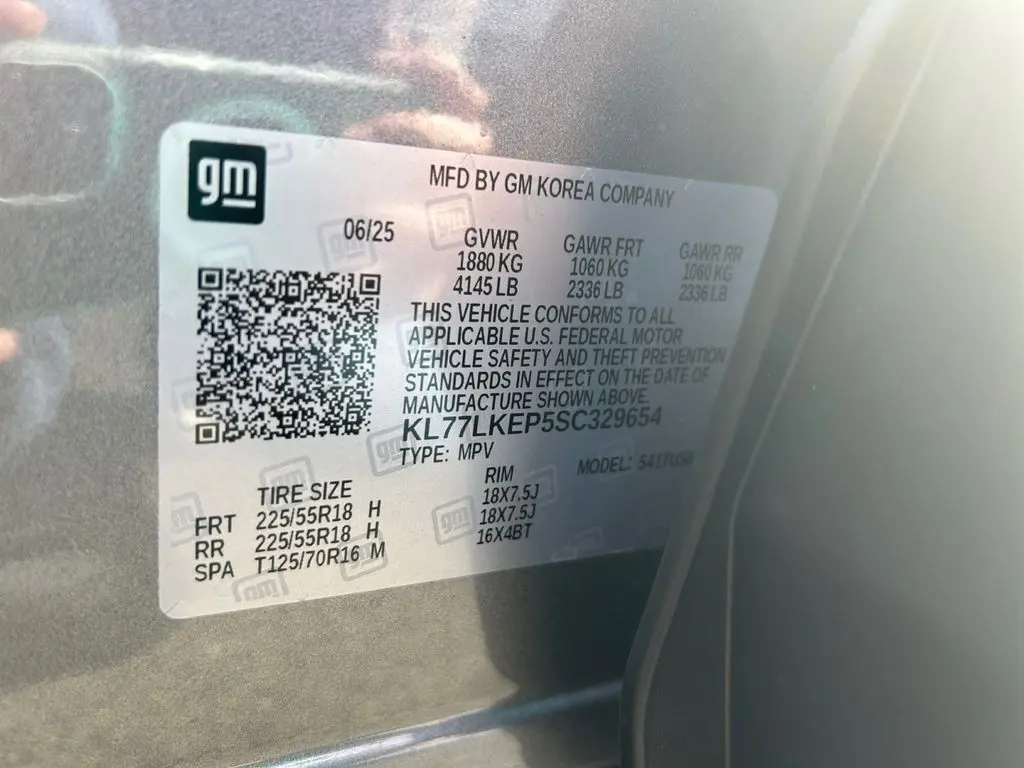 gm
MFD BY GM KOREA COMPANY
06/25
GVWR GAWR FRT GAWR RR
1880 KG 1060 KG 1060 KG
4145 LB 2336 LB 2336 LB
THIS VEHICLE CONFORMS TO ALL
APPLICABLE U.S. FEDERAL MOTOR
VEHICLE SAFETY AND THEFT PREVENTION
STANDARDS IN EFFECT ON THE DATE OF
MANUFACTURE SHOWN ABOVE.
KL77LKEP5SC329654
TYPE: MPV MODEL:
TIRE SIZE RIM
FRT 225/55R18 H 18X7.5J
RR 225/55R18 H 18X7.5J
SPA T125/70R16 M 16X4BT